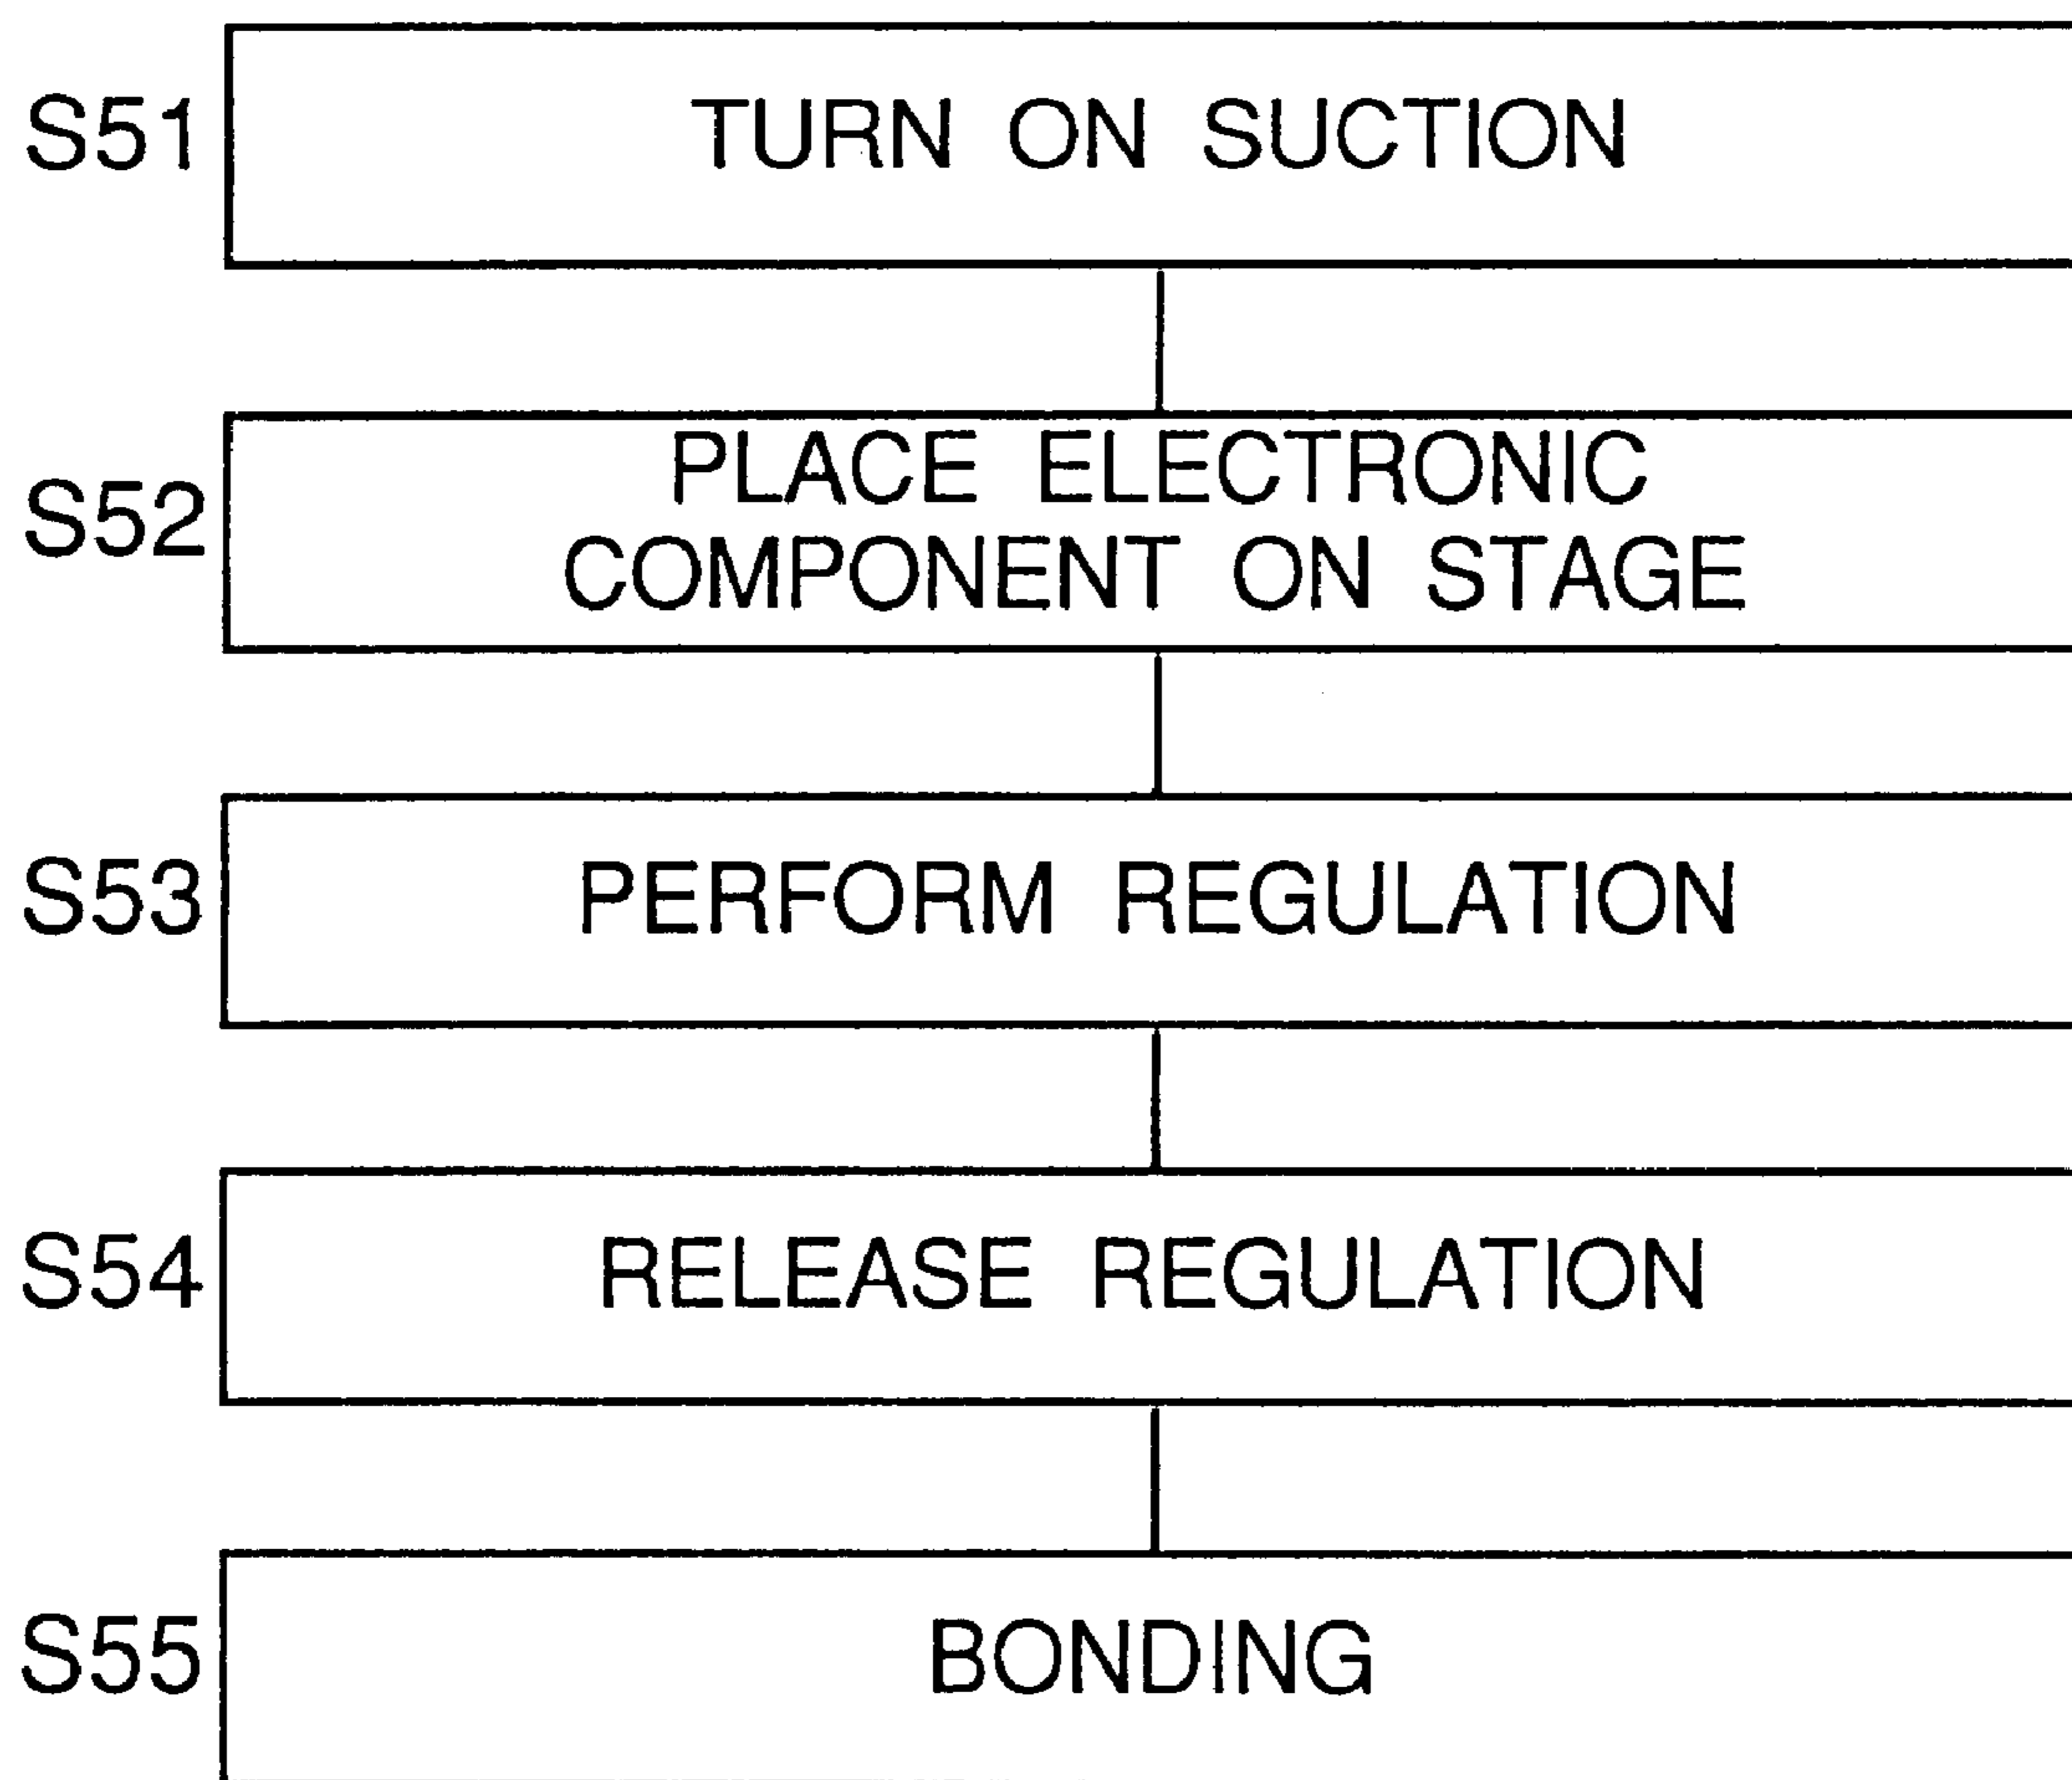 S51 TURN ON SUCTION
S52 PLACE ELECTRONIC
COMPONENT ON STAGE
S53 PERFORM REGULATION
S54 RELEASE REGULATION
S55 BONDING